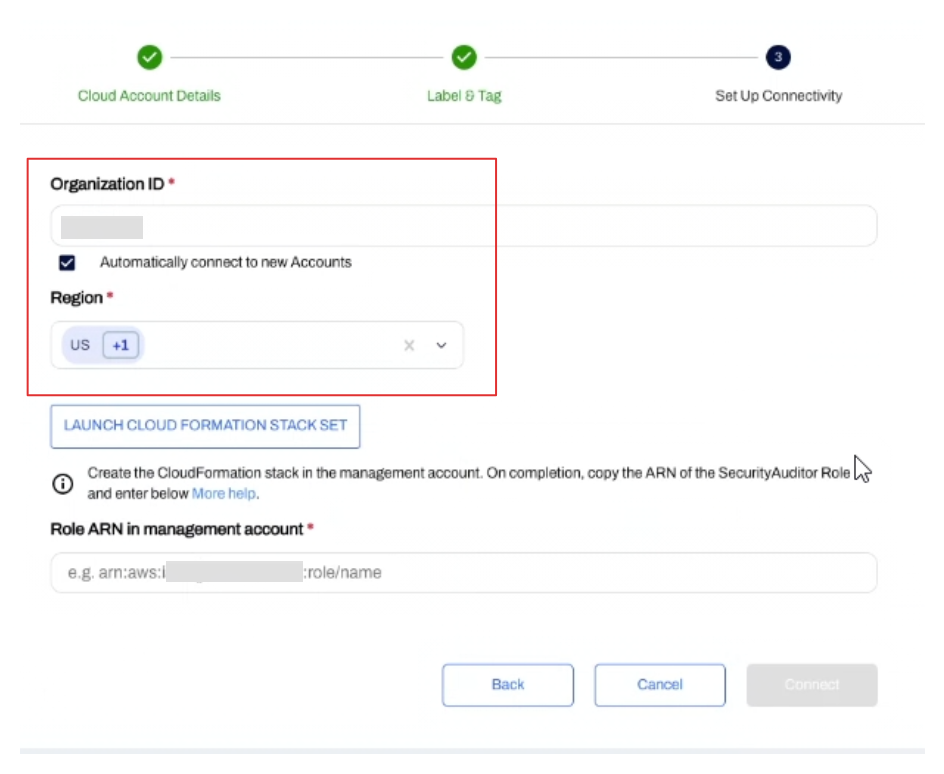 3
Cloud Account Details
Label & Tag
Set Up Connectivity
Organization ID *
Automatically connect to new Accounts
Region *
US +1
LAUNCH CLOUD FORMATION STACK SET
Create the CloudFormation stack in the management account. On completion, copy the ARN of the SecurityAuditor Role
and enter below More help.
Role ARN in management account *
e.g. arn:aws:i :role/name
Back
Cancel
Connect